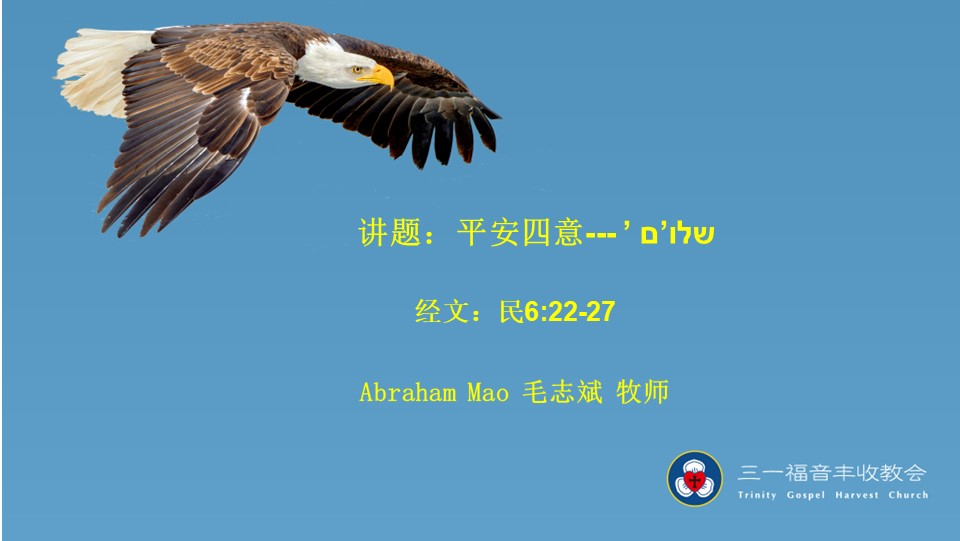 讲题：平安四意--- ’ שלו’ם
经文：民6:22-27
Abraham Mao 毛志斌 牧师
三一福音丰收教会
Trinity Gospel Harvest Church